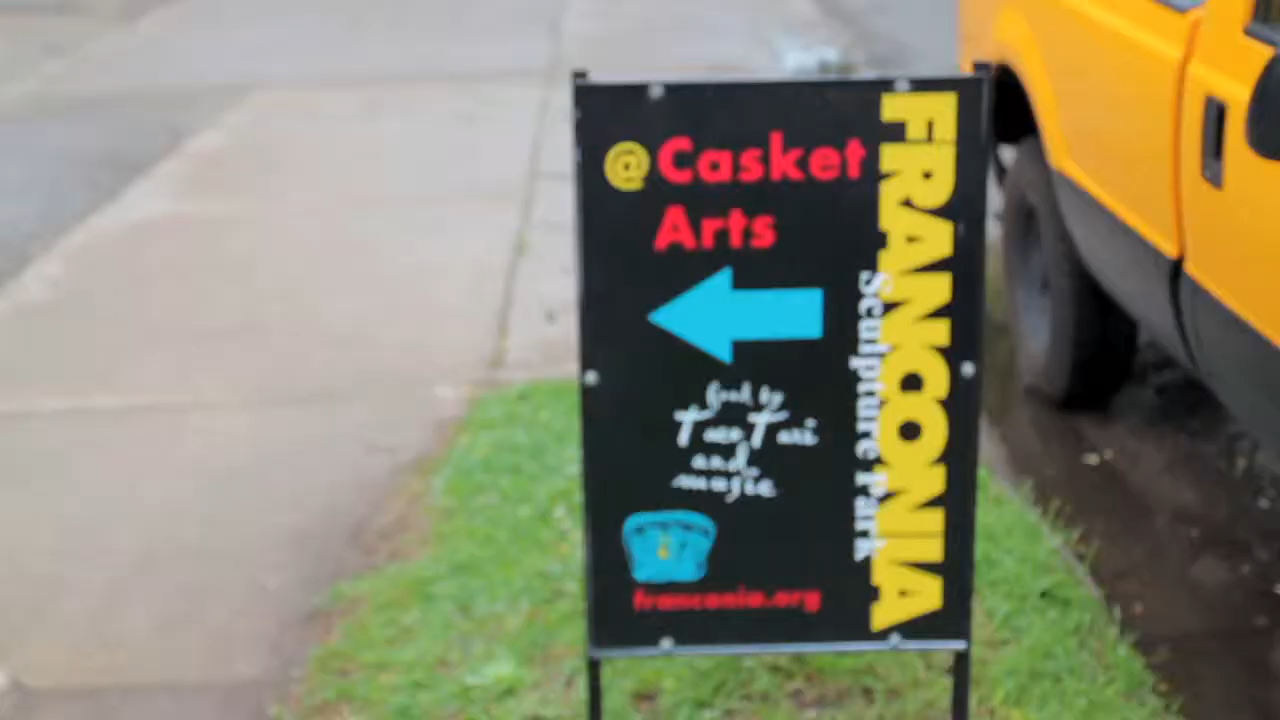 @Casket
Arts
food by
Taco Taxi
and
music
franconia.org
FRANCONIA
Sculpture Park